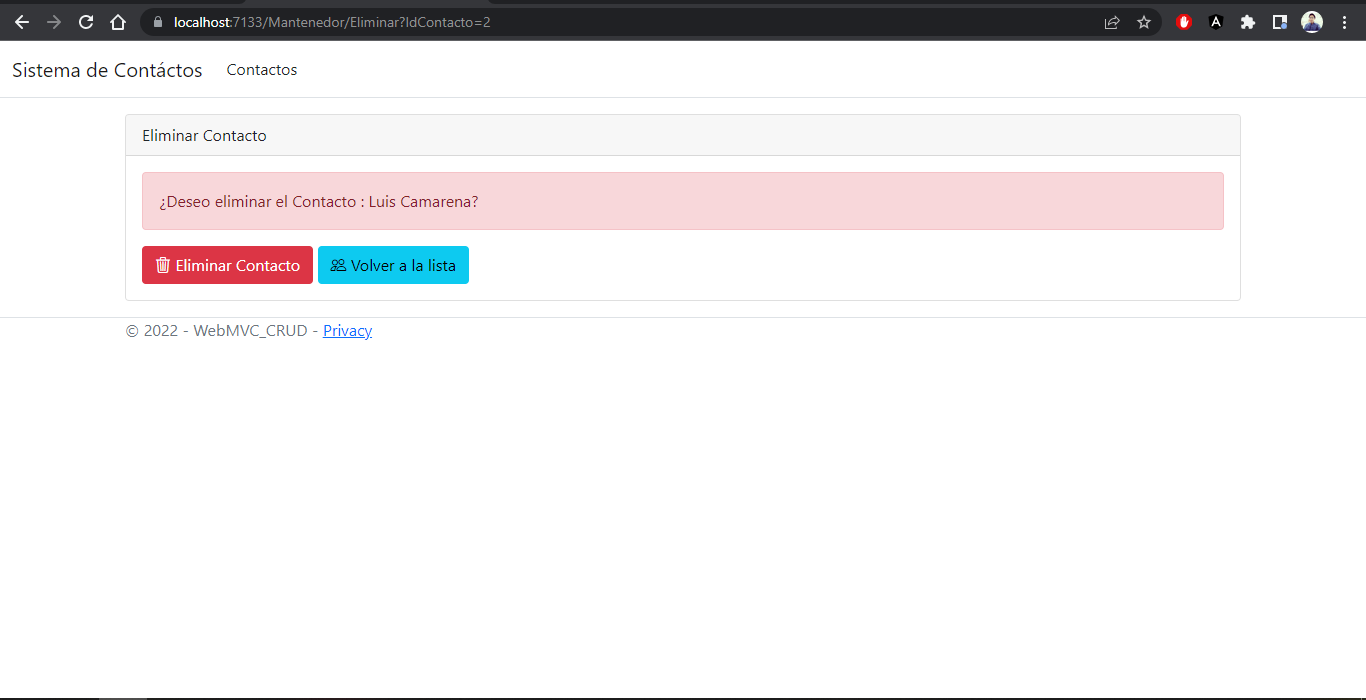 localhost:7133/Mantenedor/Eliminar?IdContacto=2
Sistema de Contáctos Contactos
Eliminar Contacto
¿Deseo eliminar el Contacto : Luis Camarena?
Eliminar Contacto Volver a la lista
© 2022 - WebMVC_CRUD - Privacy